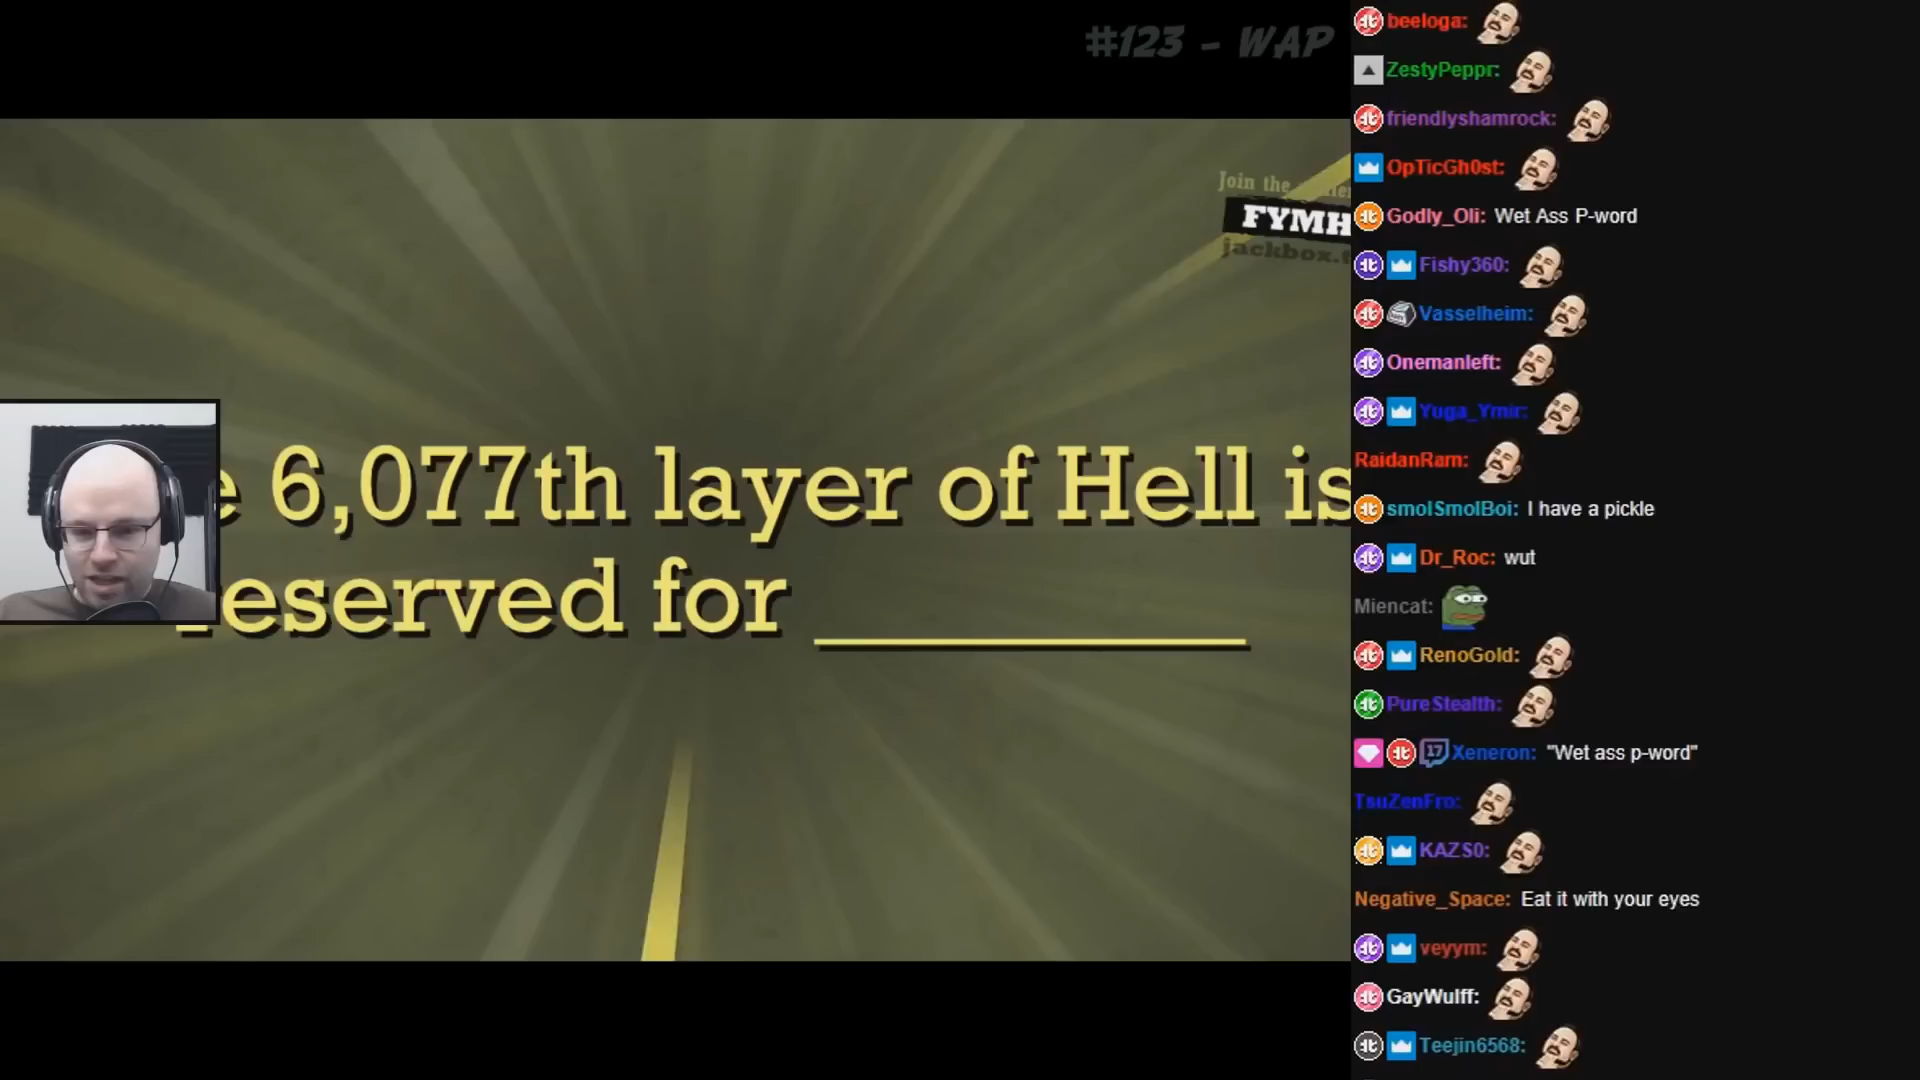 #123 - WAP
Join the
FYMH
jackbox.
e 6,077th layer of Hell is
reserved for ___________
beeloga:
ZestyPeppr:
friendlyshamrock:
OpTicGh0st:
Godly_Oli: Wet Ass P-word
Fishy360:
Vasselheim:
Onemanleft:
Yuga_Ymir:
RaidanRam:
smolSmolBoi: I have a pickle
Dr_Roc: wut
Miencat:
RenoGold:
PureStealth:
17 Xeneron: "Wet ass p-word"
TsuZenFro:
KAZS0:
Negative_Space: Eat it with your eyes
veyym:
GayWulff:
Teejin6568: